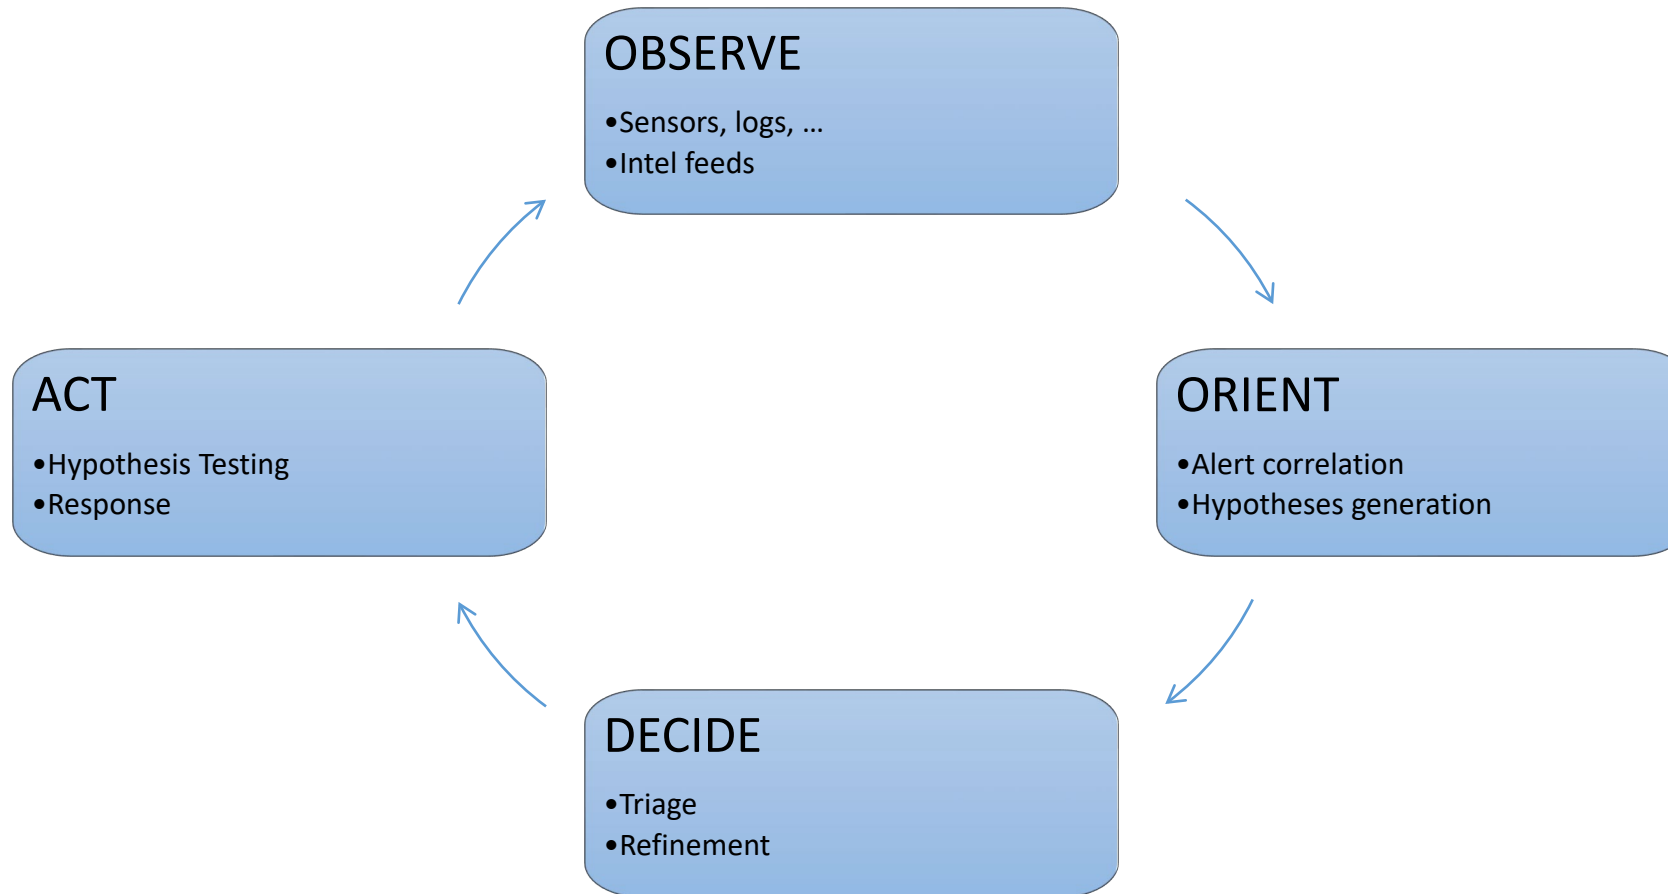 OBSERVE
•Sensors, logs, ...
•Intel feeds
ACT
•Hypothesis Testing
•Response
ORIENT
•Alert correlation
•Hypotheses generation
DECIDE
•Triage
•Refinement